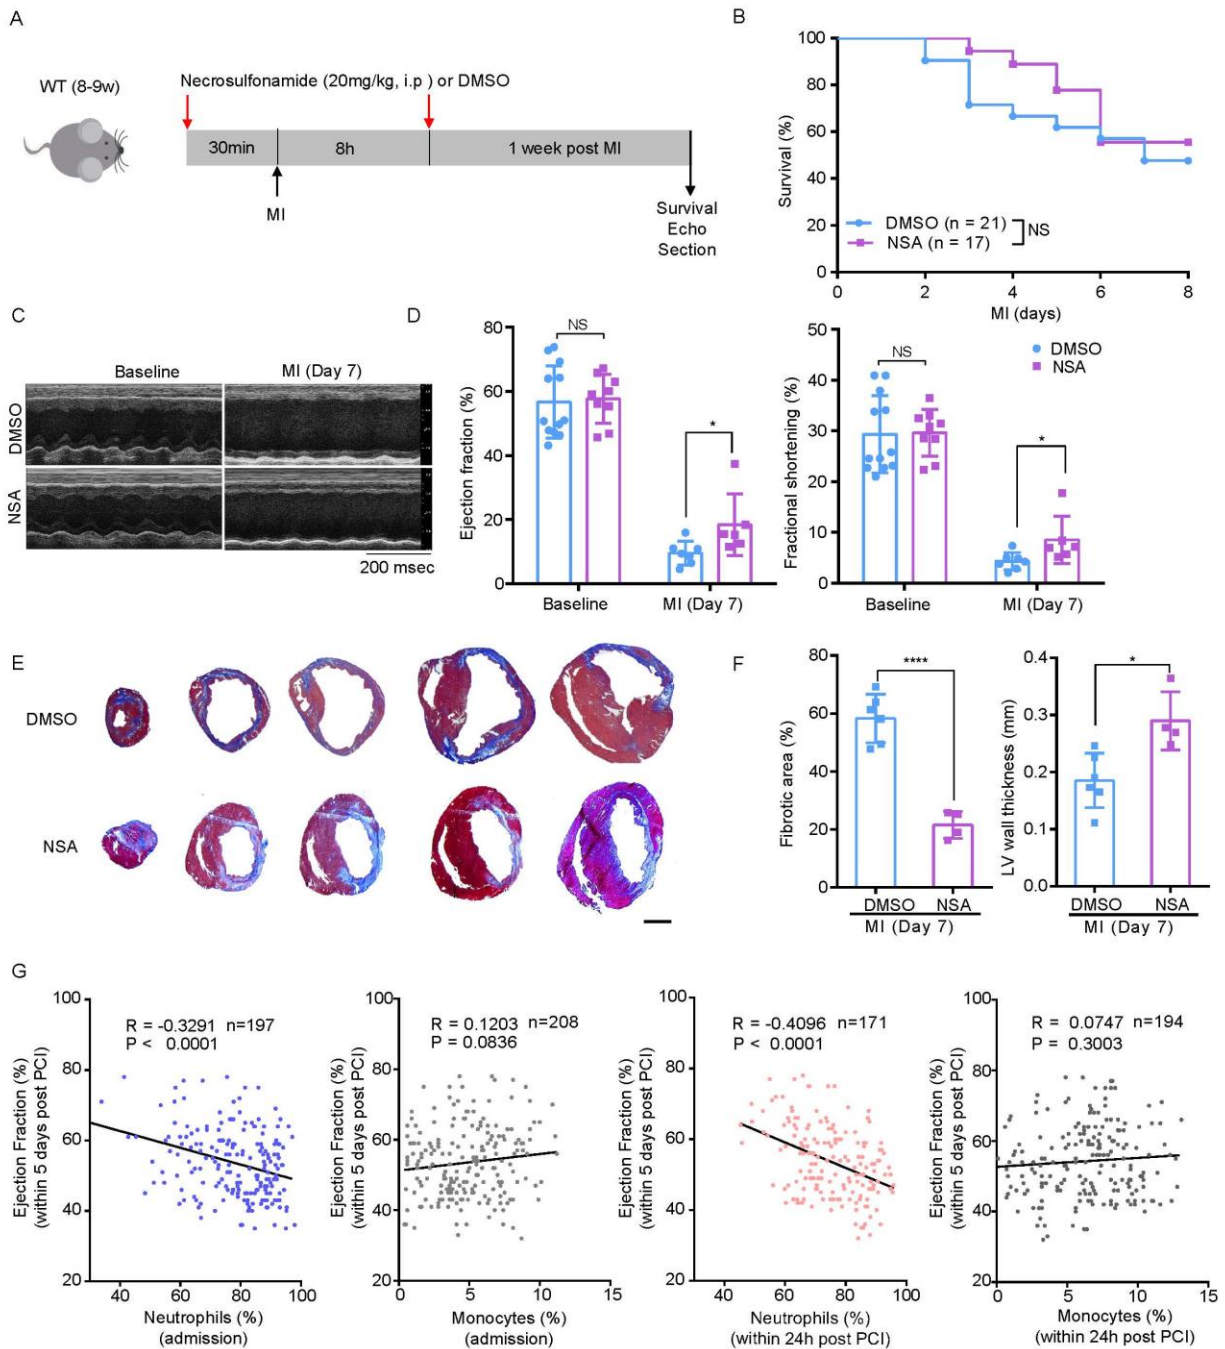 A
WT (8-9w)
Necrosulfonamide (20mg/kg, i.p ) or DMSO
30min
8h
1 week post MI
MI
Survival
Echo
Section
B
Survival (%)
100
80
60
40
20
0
DMSO (n = 21)
NSA (n = 17)
NS
0 2 4 6 8
MI (days)
C
Baseline
MI (Day 7)
DMSO
NSA
200 msec
D
Ejection fraction (%)
80
60
40
20
0
NS
*
Baseline
MI (Day 7)
Fractional shortening (%)
50
40
30
20
10
0
NS
*
DMSO
NSA
Baseline
MI (Day 7)
E
DMSO
NSA
F
Fibrotic area (%)
80
60
40
20
0
****
DMSO NSA
MI (Day 7)
LV wall thickness (mm)
0.4
0.3
0.2
0.1
0.0
*
DMSO NSA
MI (Day 7)
G
Ejection Fraction (%)
(within 5 days post PCI)
100
80
60
40
20
R = -0.3291 n=197
P < 0.0001
40 60 80 100
Neutrophils (%)
(admission)
Ejection Fraction (%)
(within 5 days post PCI)
100
80
60
40
20
R = 0.1203 n=208
P = 0.0836
0 5 10 15
Monocytes (%)
(admission)
Ejection Fraction (%)
(within 5 days post PCI)
100
80
60
40
20
R = -0.4096 n=171
P < 0.0001
40 60 80 100
Neutrophils (%)
(within 24h post PCI)
Ejection Fraction (%)
(within 5 days post PCI)
100
80
60
40
20
R = 0.0747 n=194
P = 0.3003
0 5 10 15
Monocytes (%)
(within 24h post PCI)